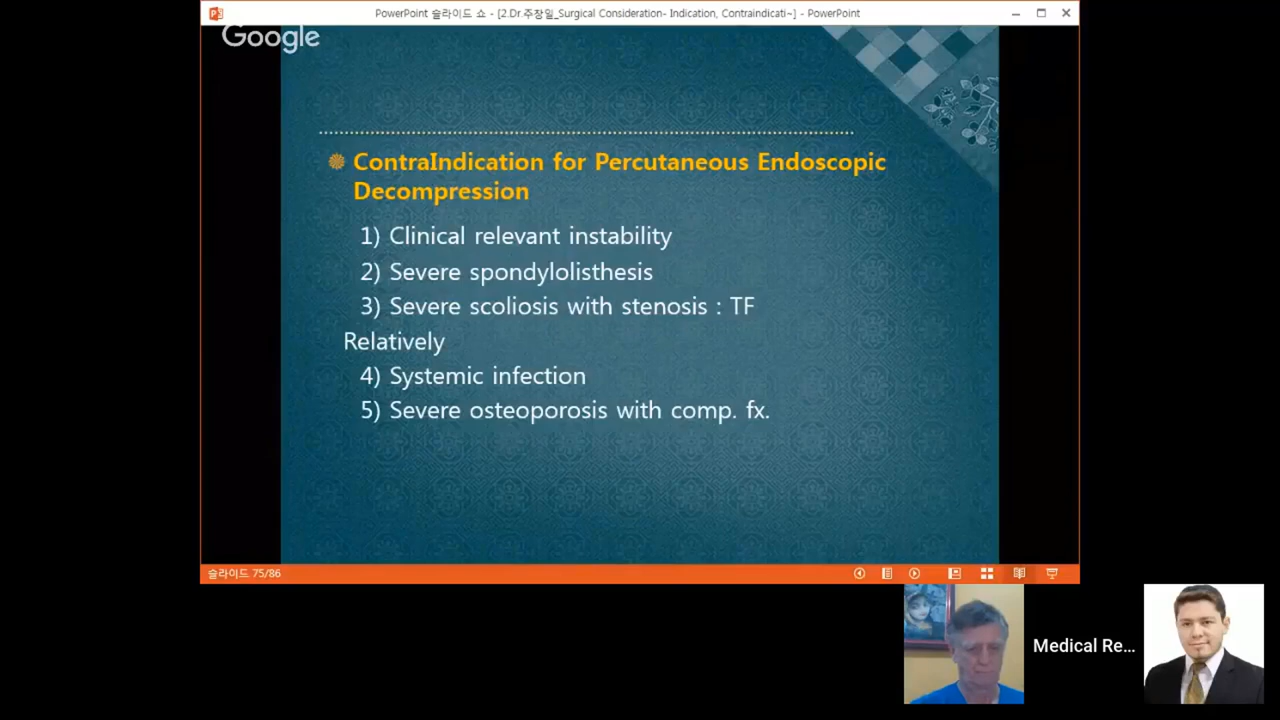 PowerPoint 슬라이드 쇼 - [2.Dr.주창일_Surgical Consideration- Indication, Contraindicati~] - PowerPoint
Google
ContraIndication for Percutaneous Endoscopic
Decompression
1) Clinical relevant instability
2) Severe spondylolisthesis
3) Severe scoliosis with stenosis : TF
Relatively
4) Systemic infection
5) Severe osteoporosis with comp. fx.
슬라이드 75/86
Medical Re...